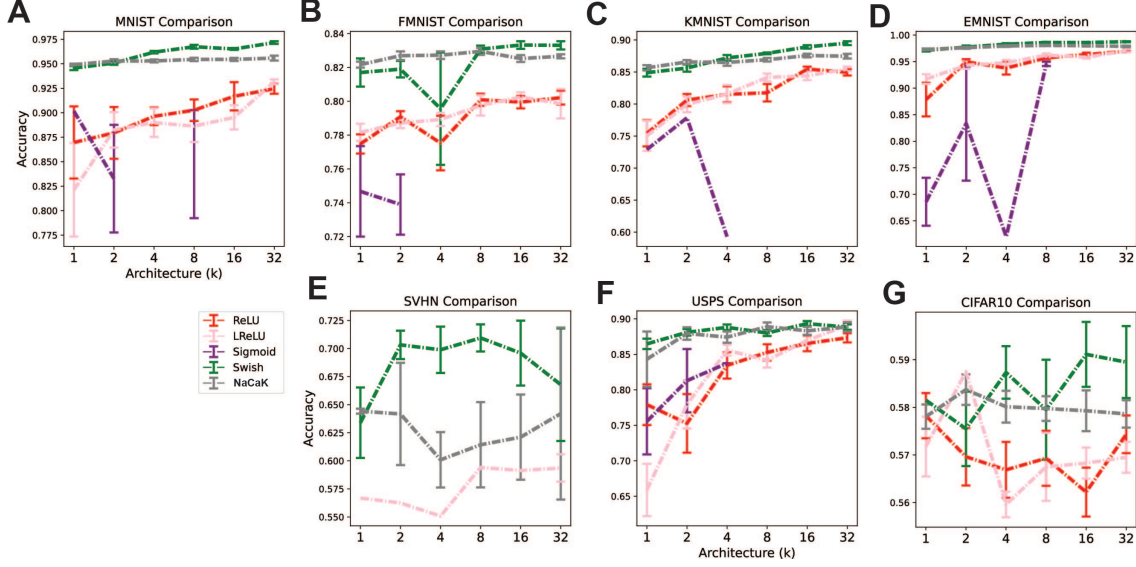 A
MNIST Comparison
Accuracy
0.975
0.950
0.925
0.900
0.875
0.850
0.825
0.800
0.775
1 2 4 8 16 32
Architecture (k)
B
FMNIST Comparison
0.84
0.82
0.80
0.78
0.76
0.74
0.72
1 2 4 8 16 32
C
KMNIST Comparison
0.90
0.85
0.80
0.75
0.70
0.65
0.60
1 2 4 8 16 32
D
EMNIST Comparison
1.00
0.95
0.90
0.85
0.80
0.75
0.70
0.65
1 2 4 8 16 32
ReLU
LReLU
Sigmoid
Swish
NaCaK
E
SVHN Comparison
Accuracy
0.725
0.700
0.675
0.650
0.625
0.600
0.575
0.550
1 2 4 8 16 32
F
USPS Comparison
0.90
0.85
0.80
0.75
0.70
0.65
1 2 4 8 16 32
Architecture (k)
G
CIFAR10 Comparison
0.59
0.58
0.57
0.56
1 2 4 8 16 32